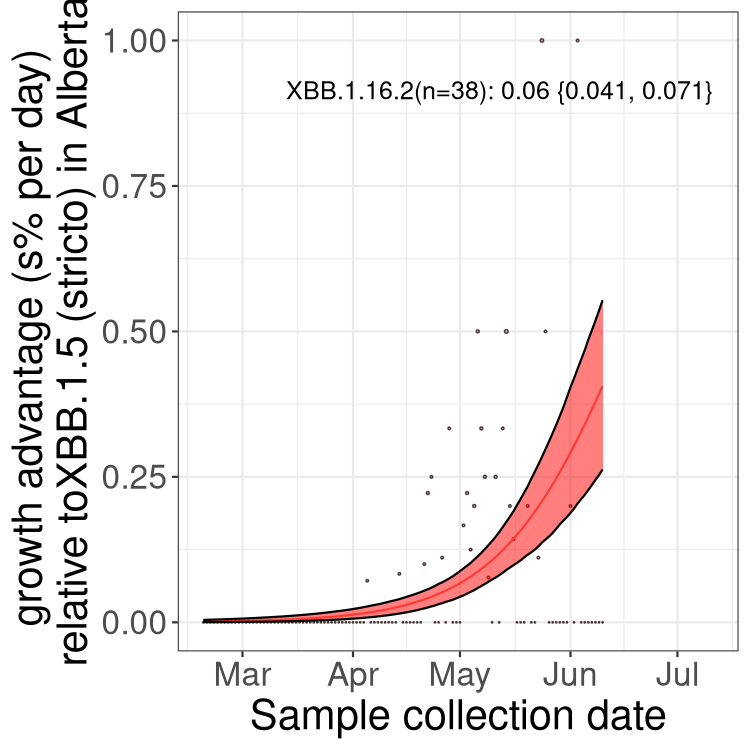 growth advantage (s% per day)
relative toXBB.1.5 (stricto) in Alberta
1.00
0.75
0.50
0.25
0.00
XBB.1.16.2(n=38): 0.06 {0.041, 0.071}
Mar Apr May Jun Jul
Sample collection date